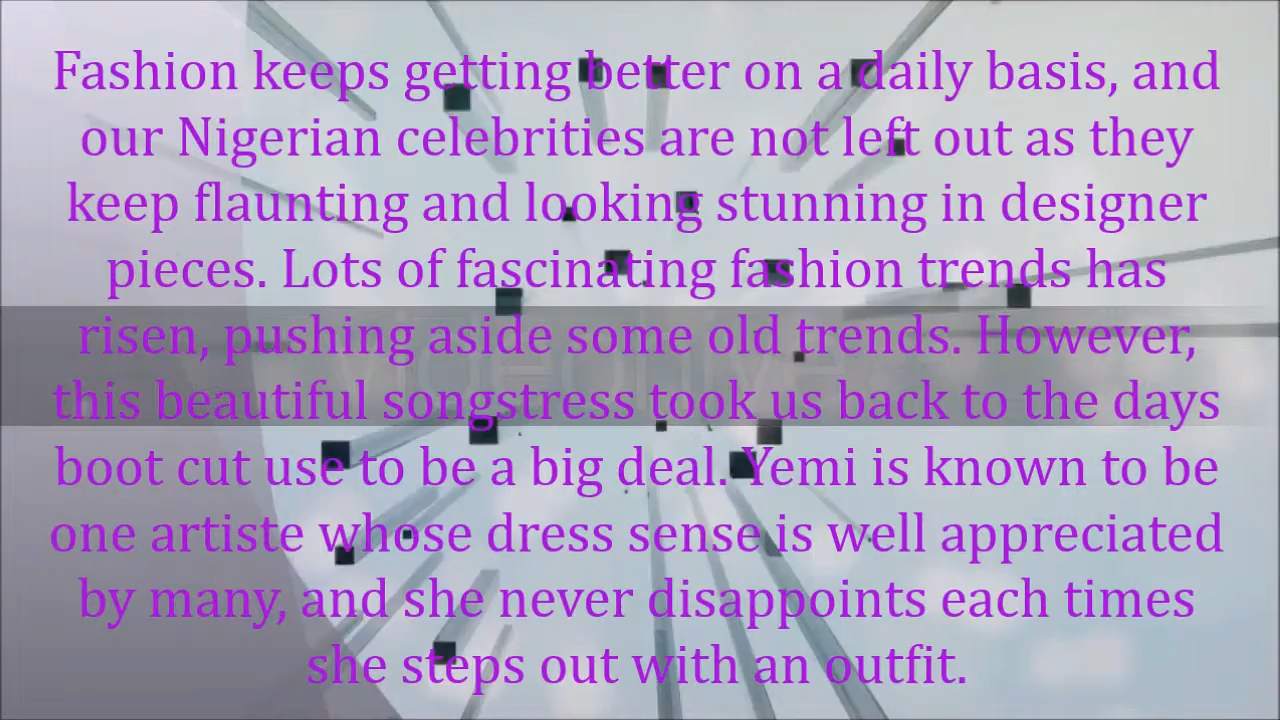 Fashion keeps getting better on a daily basis, and
our Nigerian celebrities are not left out as they
keep flaunting and looking stunning in designer
pieces. Lots of fascinating fashion trends has
risen, pushing aside some old trends. However,
this beautiful songstress took us back to the days
boot cut use to be a big deal. Yemi is known to be
one artiste whose dress sense is well appreciated
by many, and she never disappoints each times
she steps out with an outfit.